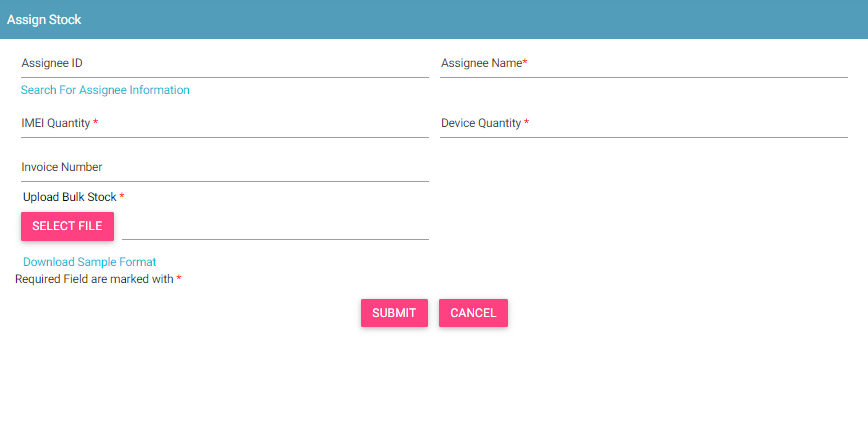 Assign Stock
Assignee ID
Assignee Name*
Search For Assignee Information
IMEI Quantity *
Device Quantity *
Invoice Number
Upload Bulk Stock *
SELECT FILE
Download Sample Format
Required Field are marked with *
SUBMIT
CANCEL